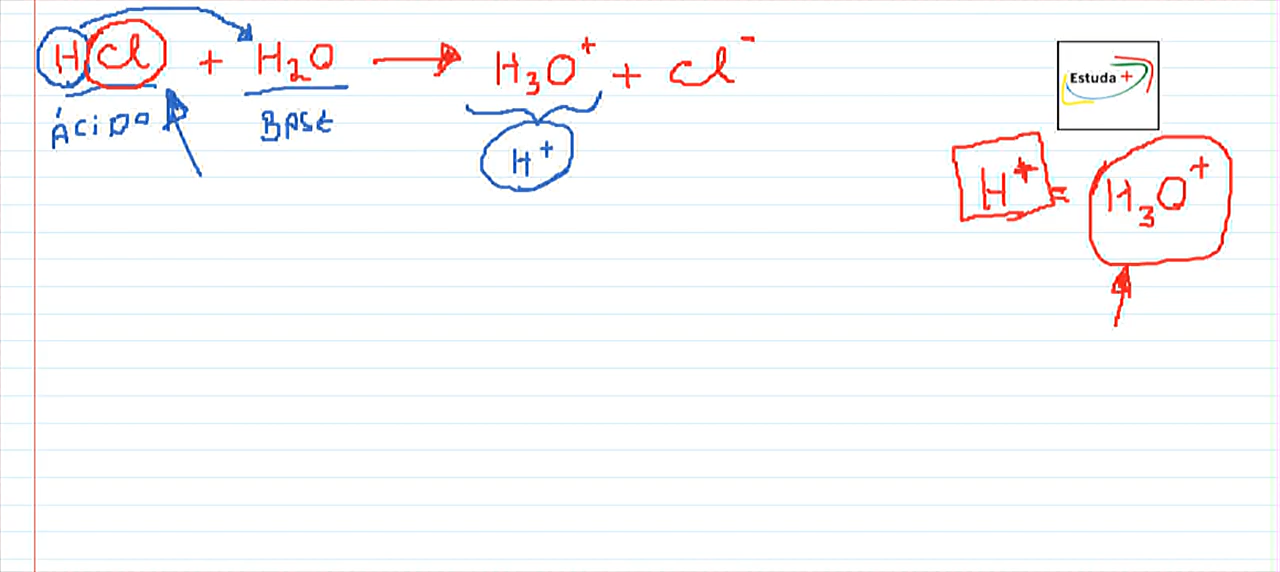 HCl + H₂O → H₃O⁺ + Cl⁻
ÁCiDO BASE
H⁺
Estuda +
H⁺ = H₃O⁺